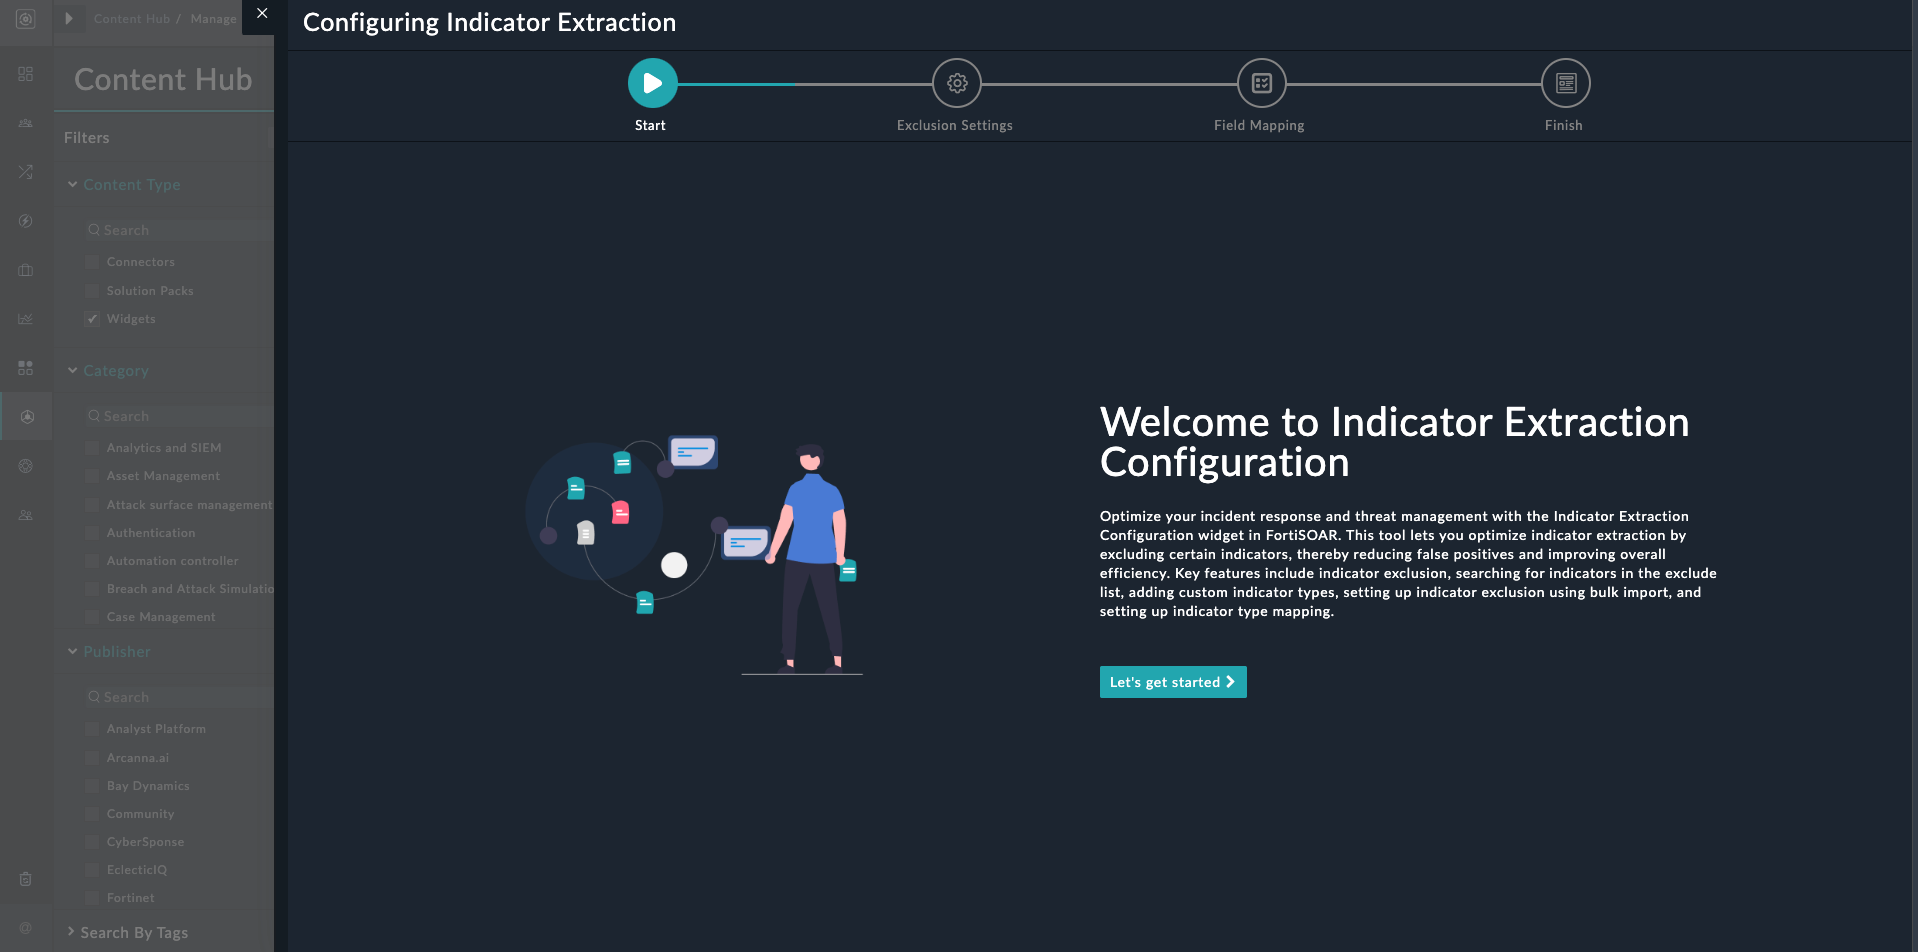 Content Hub / Manage
Content Hub
Filters
Content Type
Search
Connectors
Solution Packs
Widgets
Category
Search
Analytics and SIEM
Asset Management
Attack surface management
Authentication
Automation controller
Breach and Attack Simulatio
Case Management
Publisher
Search
Analyst Platform
Arcanna.ai
Bay Dynamics
Community
CyberSponse
EclecticIQ
Fortinet
Search By Tags
Configuring Indicator Extraction
Start
Exclusion Settings
Field Mapping
Finish
Welcome to Indicator Extraction
Configuration
Optimize your incident response and threat management with the Indicator Extraction
Configuration widget in FortiSOAR. This tool lets you optimize indicator extraction by
excluding certain indicators, thereby reducing false positives and improving overall
efficiency. Key features include indicator exclusion, searching for indicators in the exclude
list, adding custom indicator types, setting up indicator exclusion using bulk import, and
setting up indicator type mapping.
Let's get started